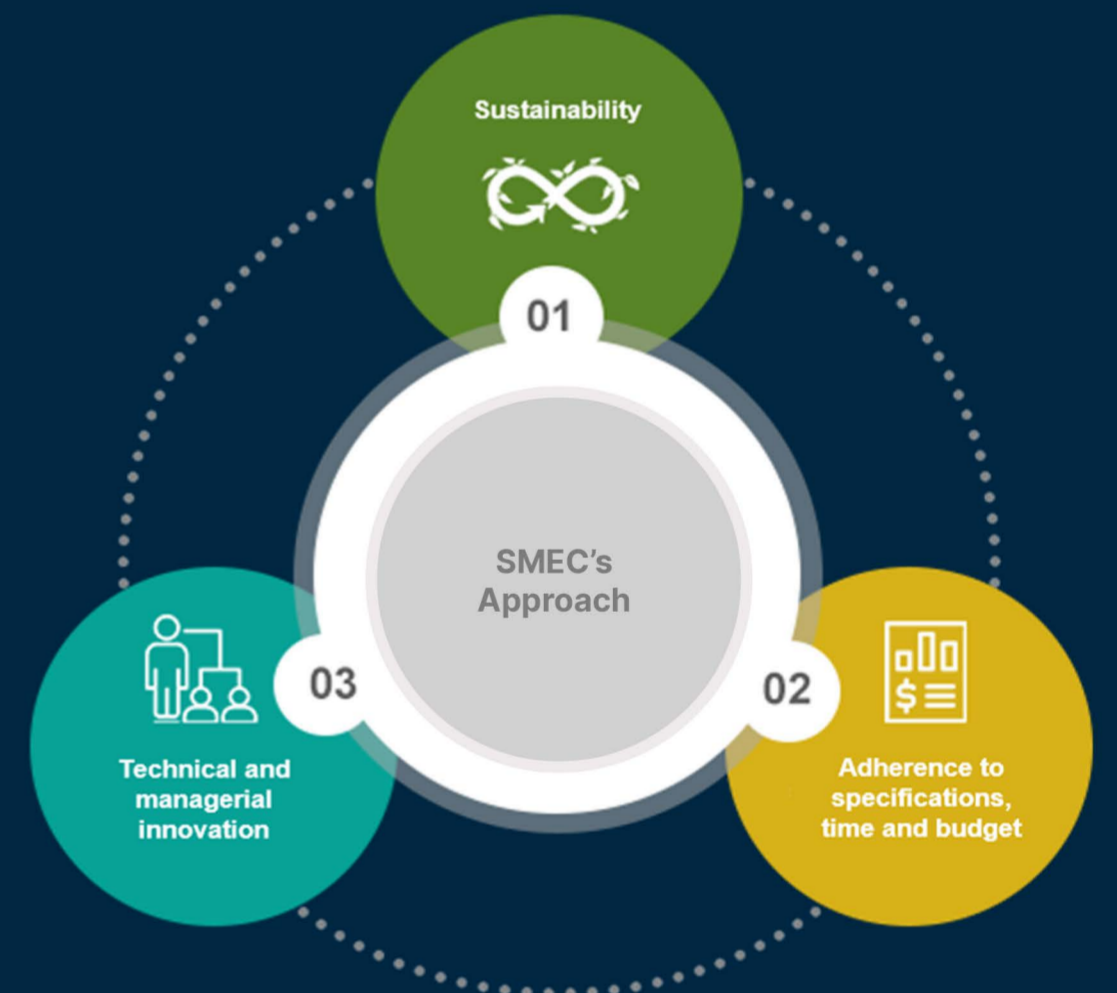 Sustainability
01
SMEC’s
Approach
02
Adherence to
specifications,
time and budget
03
Technical and
managerial
innovation
$